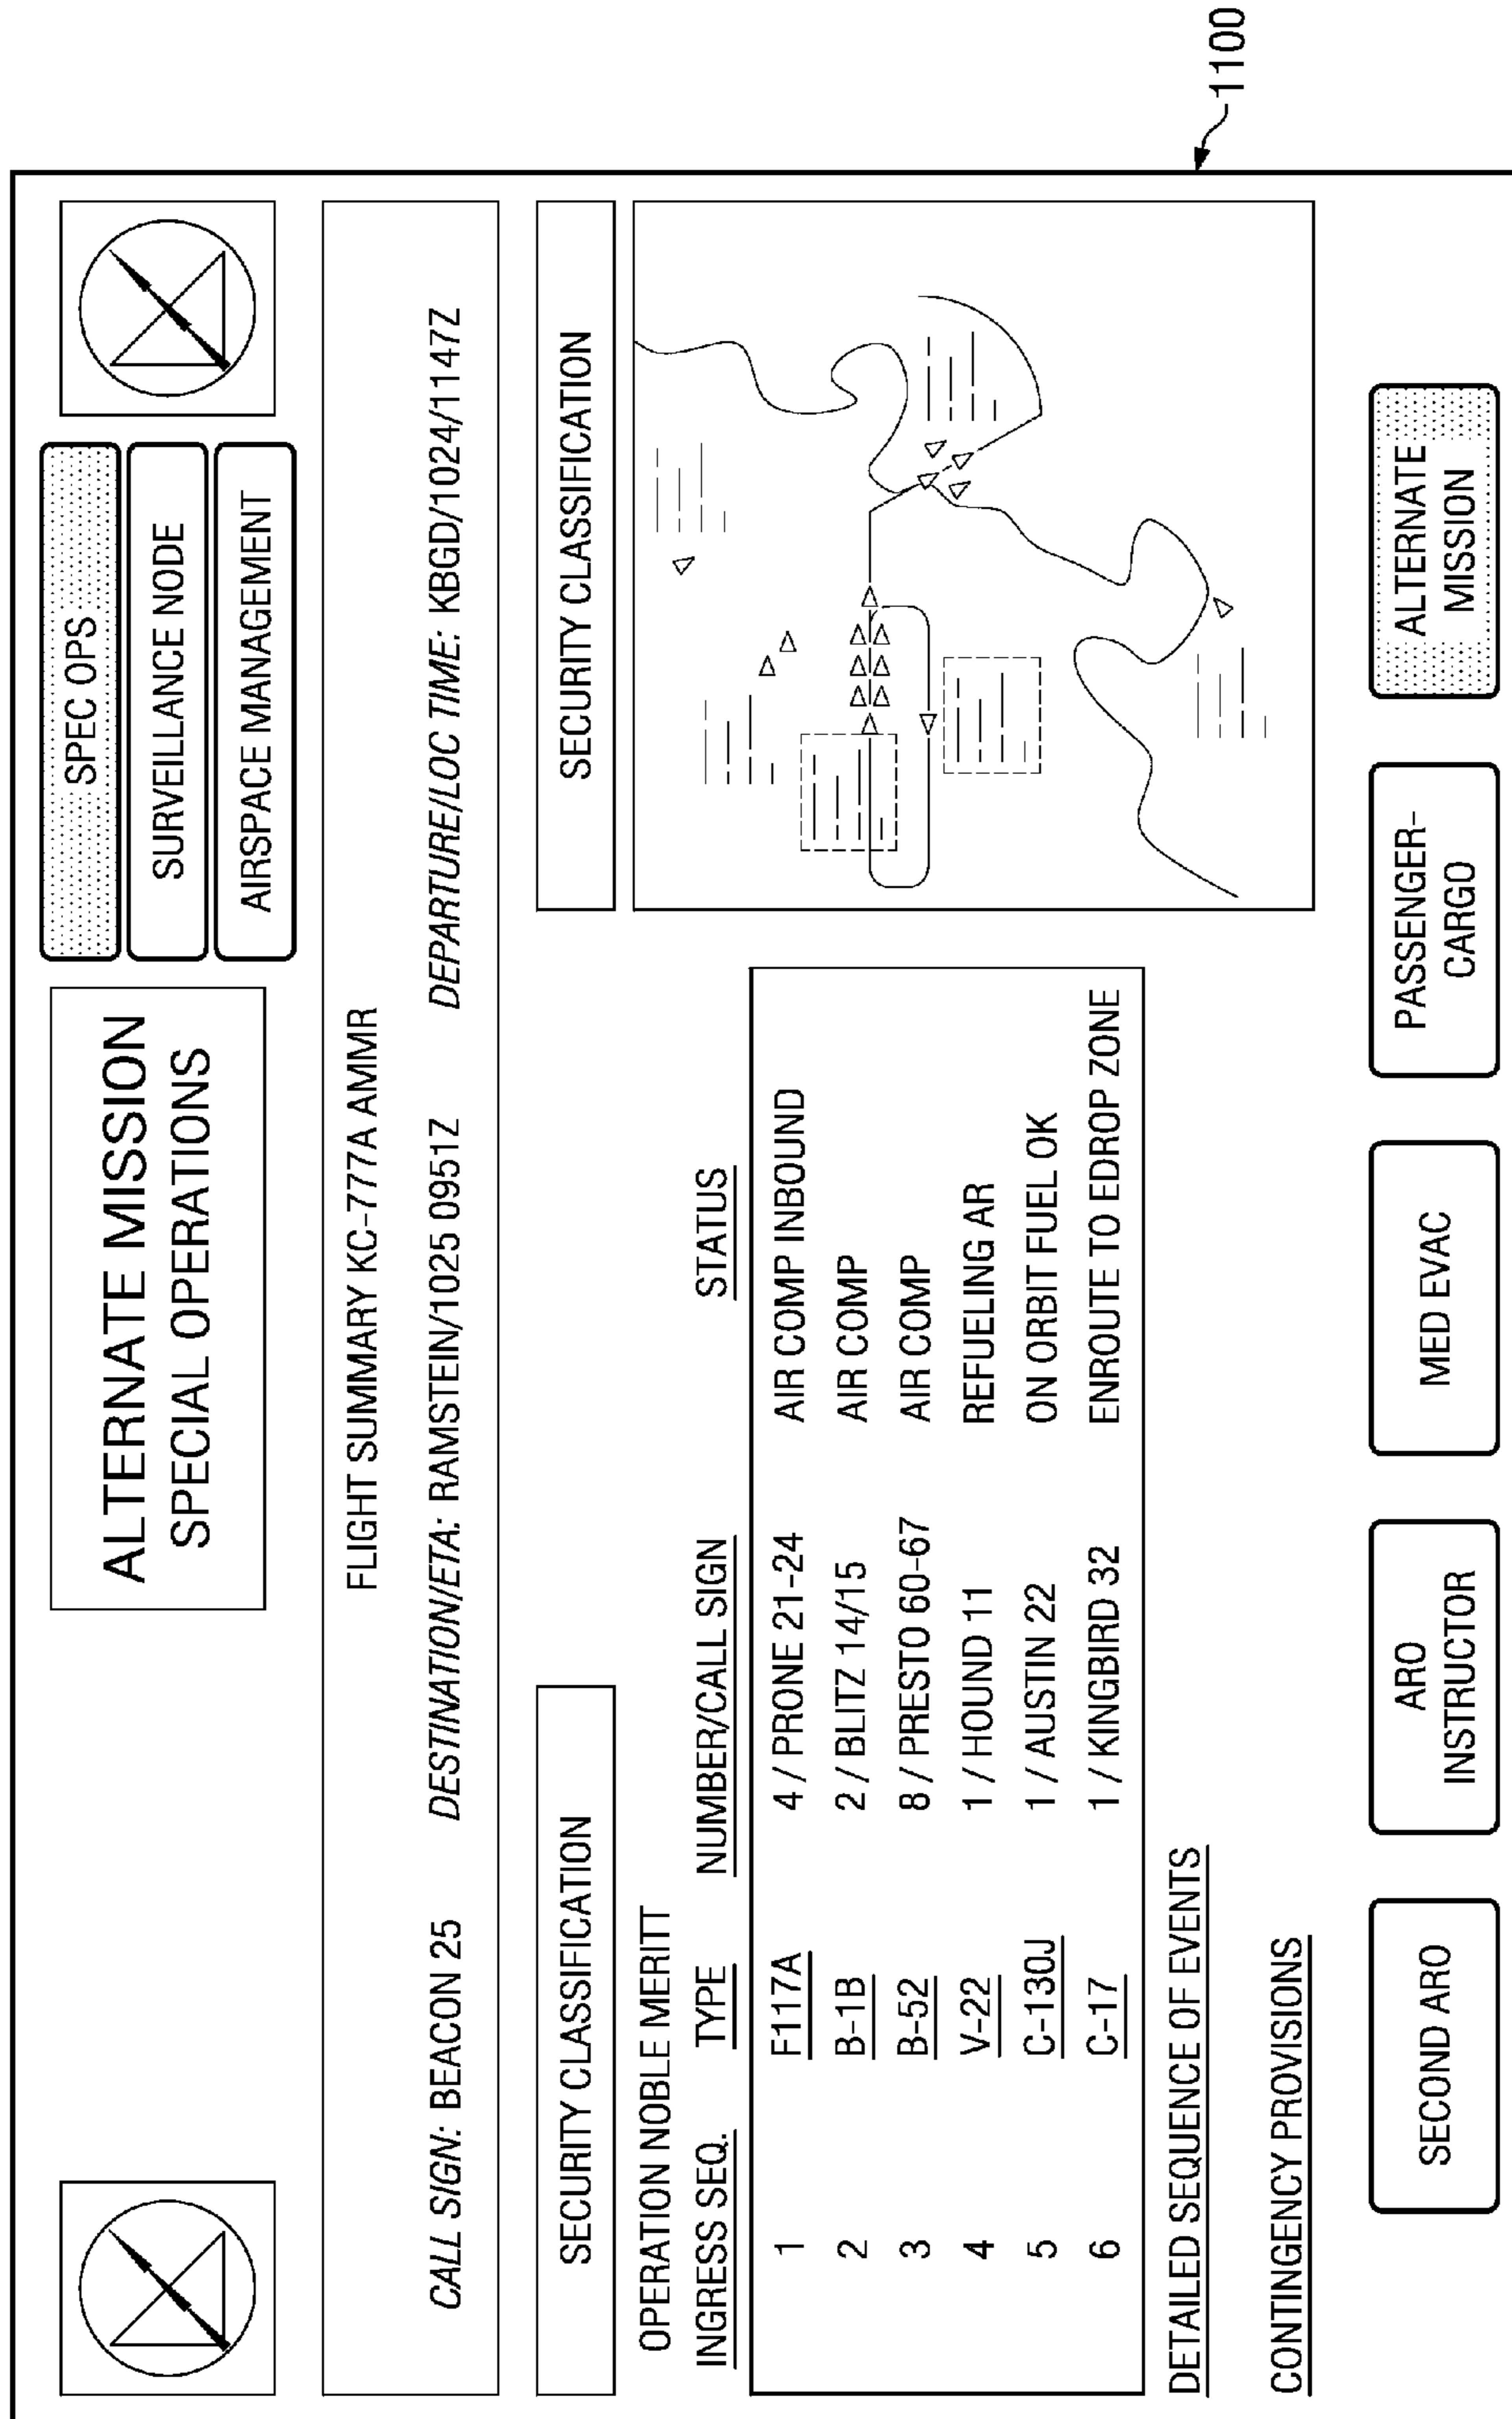 ALTERNATE MISSION
SPECIAL OPERATIONS
SPEC OPS
SURVEILLANCE NODE
AIRSPACE MANAGEMENT
FLIGHT SUMMARY KC-777A AMMR
CALL SIGN: BEACON 25 DESTINATION/ETA: RAMSTEIN/1025 0951Z DEPARTURE/LOC TIME: KBGD/1024/1147Z
SECURITY CLASSIFICATION
SECURITY CLASSIFICATION
OPERATION NOBLE MERITT
INGRESS SEQ. TYPE NUMBER/CALL SIGN STATUS
1 F117A 4 / PRONE 21-24 AIR COMP INBOUND
2 B-1B 2 / BLITZ 14/15 AIR COMP
3 B-52 8 / PRESTO 60-67 AIR COMP
4 V-22 1 / HOUND 11 REFUELING AR
5 C-130J 1 / AUSTIN 22 ON ORBIT FUEL OK
6 C-17 1 / KINGBIRD 32 ENROUTE TO EDROP ZONE
DETAILED SEQUENCE OF EVENTS
CONTINGENCY PROVISIONS
SECOND ARO
ARO
INSTRUCTOR
MED EVAC
PASSENGER-
CARGO
ALTERNATE
MISSION
1100